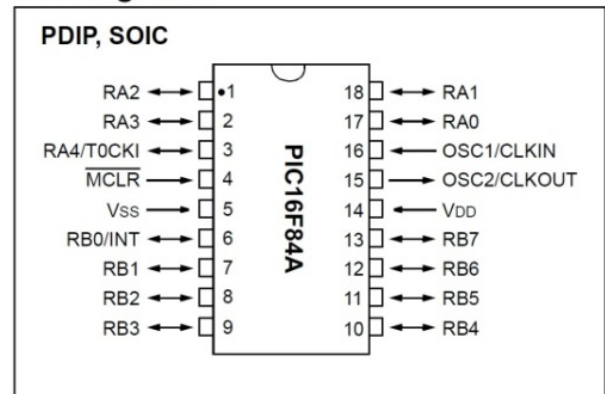 PDIP, SOIC
RA2 1 18 RA1
RA3 2 17 RA0
RA4/T0CKI 3 16 OSC1/CLKIN
MCLR 4 15 OSC2/CLKOUT
VSS 5 14 VDD
RB0/INT 6 13 RB7
RB1 7 12 RB6
RB2 8 11 RB5
RB3 9 10 RB4
PIC16F84A